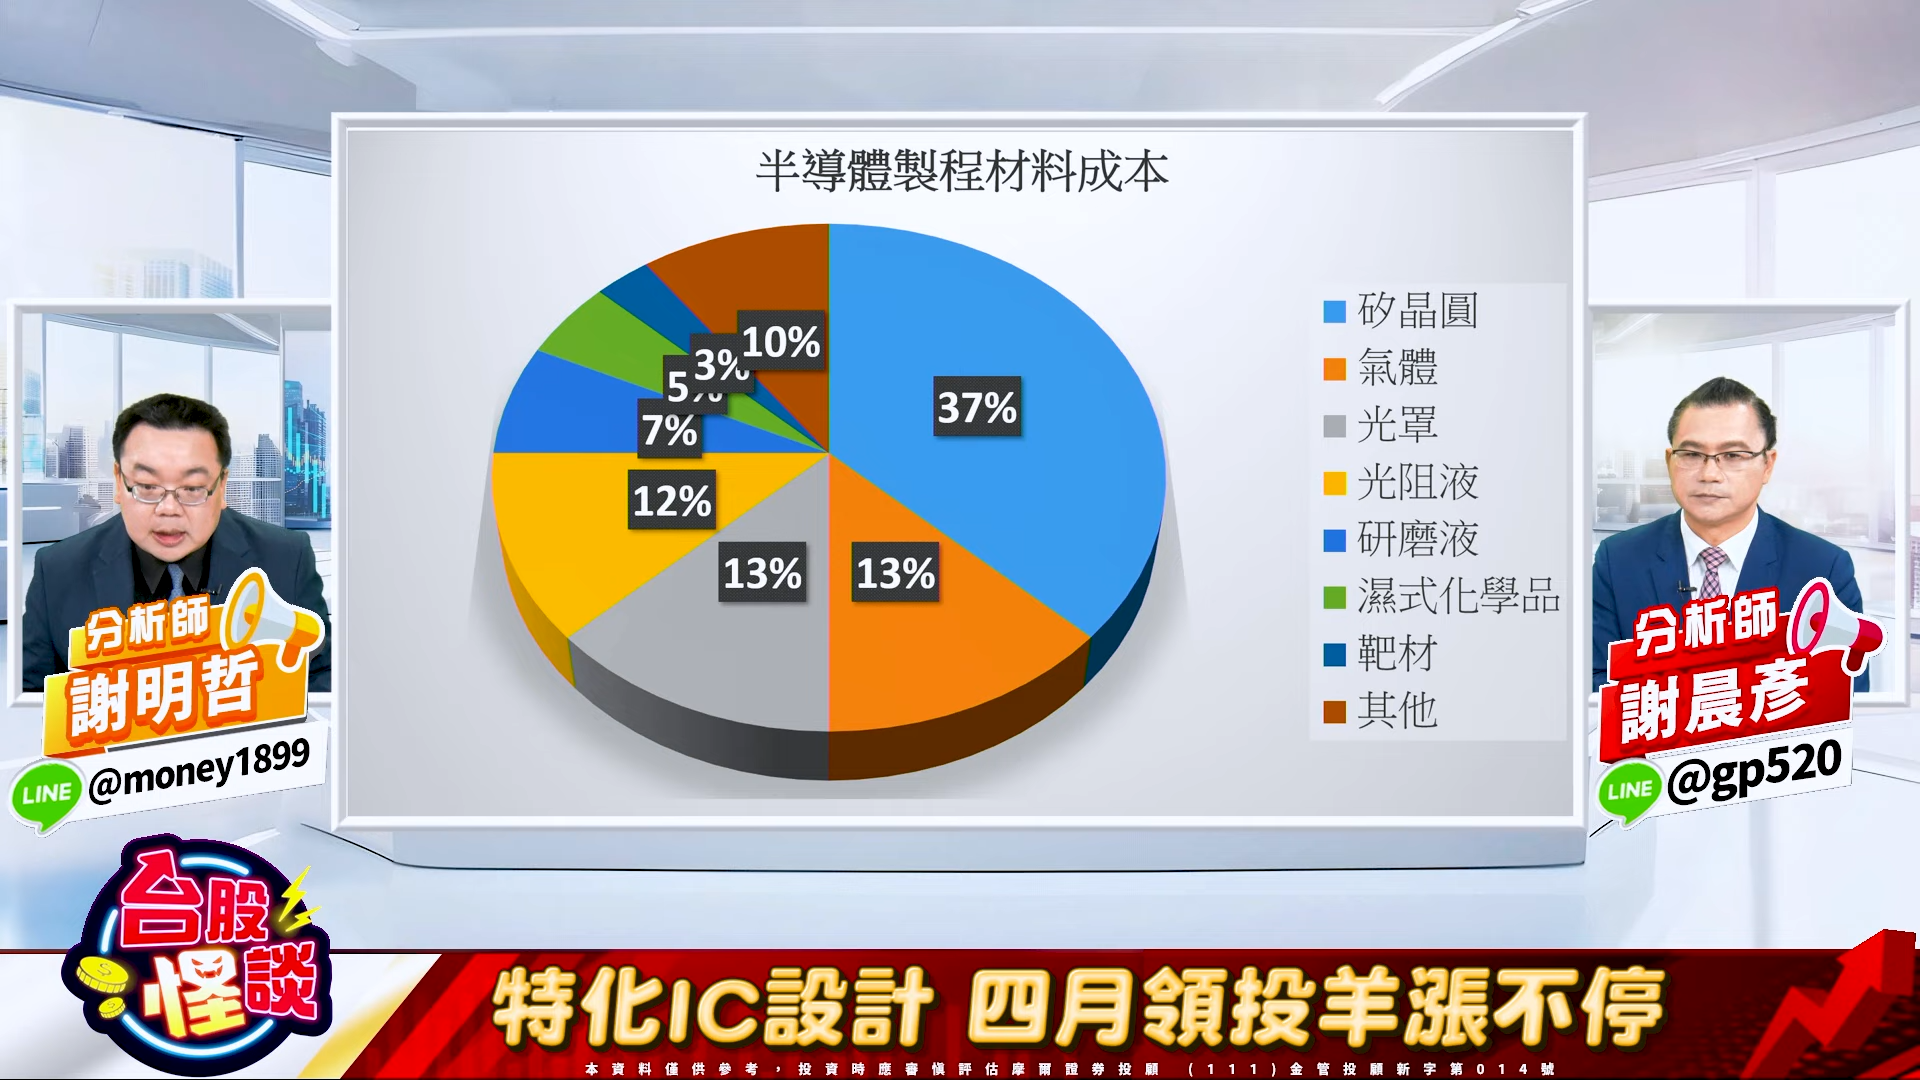 半導體製程材料成本
10%
3%
5%
7%
12%
13%
13%
37%
矽晶圓
氣體
光罩
光阻液
研磨液
濕式化學品
靶材
其他
分析師
謝明哲
LINE @money1899
分析師
謝晨彥
LINE @gp520
台股
怪談
特化IC設計 四月領投羊漲不停
本資料僅供參考，投資時應審慎評估摩爾證券投顧 (111)金管投顧新字第014號